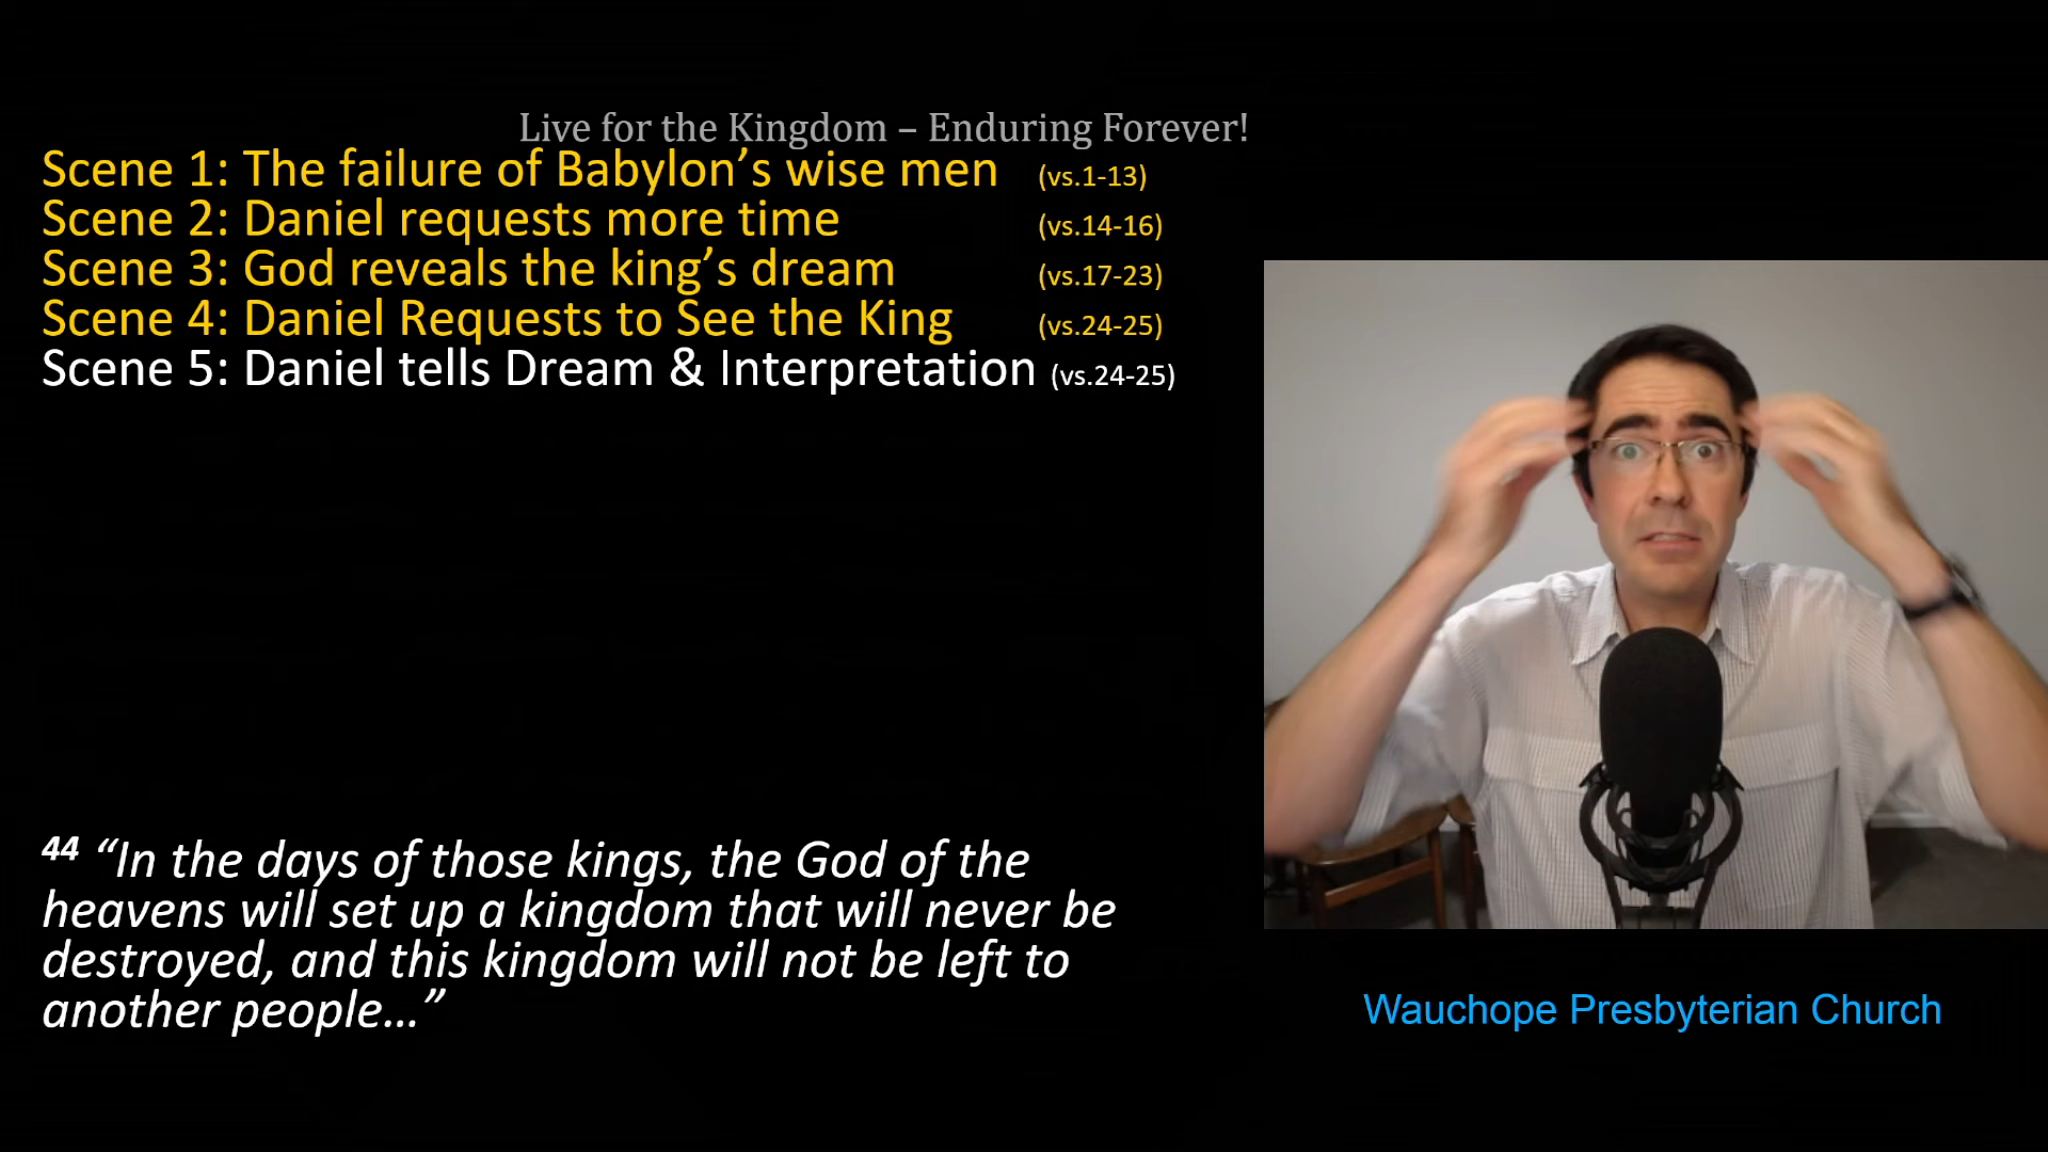 Live for the Kingdom – Enduring Forever!
Scene 1: The failure of Babylon’s wise men (vs.1-13)
Scene 2: Daniel requests more time (vs.14-16)
Scene 3: God reveals the king’s dream (vs.17-23)
Scene 4: Daniel Requests to See the King (vs.24-25)
Scene 5: Daniel tells Dream & Interpretation (vs.24-25)
44 “In the days of those kings, the God of the
heavens will set up a kingdom that will never be
destroyed, and this kingdom will not be left to
another people…”
Wauchope Presbyterian Church